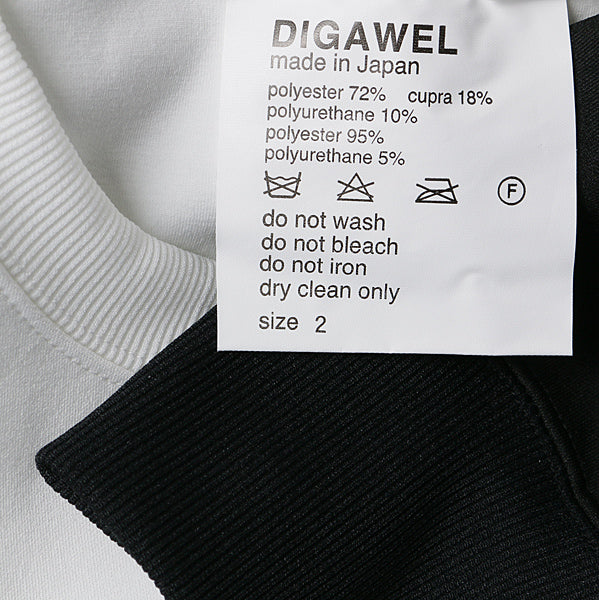 DIGAWEL
made in Japan
polyester 72% cupra 18%
polyurethane 10%
polyester 95%
polyurethane 5%
F
do not wash
do not bleach
do not iron
dry clean only
size 2